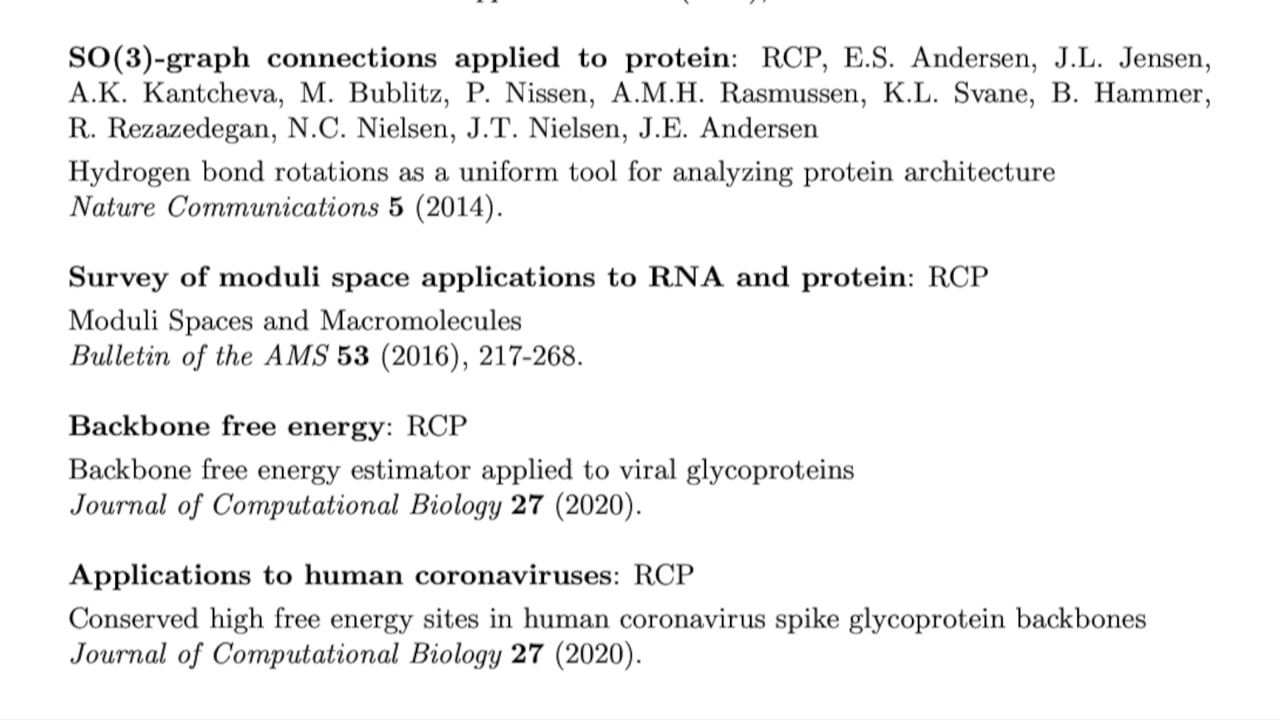 SO(3)-graph connections applied to protein: RCP, E.S. Andersen, J.L. Jensen,
A.K. Kantcheva, M. Bublitz, P. Nissen, A.M.H. Rasmussen, K.L. Svane, B. Hammer,
R. Rezazedegan, N.C. Nielsen, J.T. Nielsen, J.E. Andersen
Hydrogen bond rotations as a uniform tool for analyzing protein architecture
Nature Communications 5 (2014).
Survey of moduli space applications to RNA and protein: RCP
Moduli Spaces and Macromolecules
Bulletin of the AMS 53 (2016), 217-268.
Backbone free energy: RCP
Backbone free energy estimator applied to viral glycoproteins
Journal of Computational Biology 27 (2020).
Applications to human coronaviruses: RCP
Conserved high free energy sites in human coronavirus spike glycoprotein backbones
Journal of Computational Biology 27 (2020).